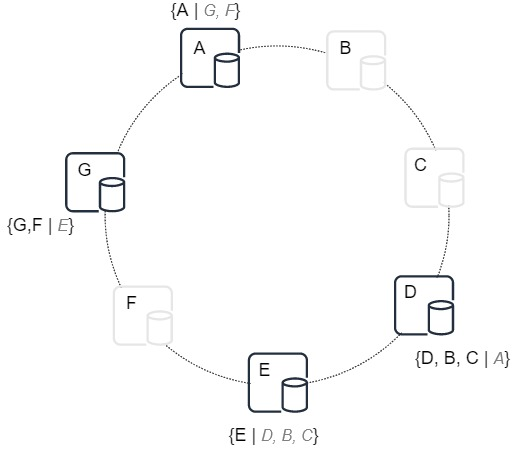 {A | G, F}
A
B
C
G
{G,F | E}
D
F
{D, B, C | A}
E
{E | D, B, C}